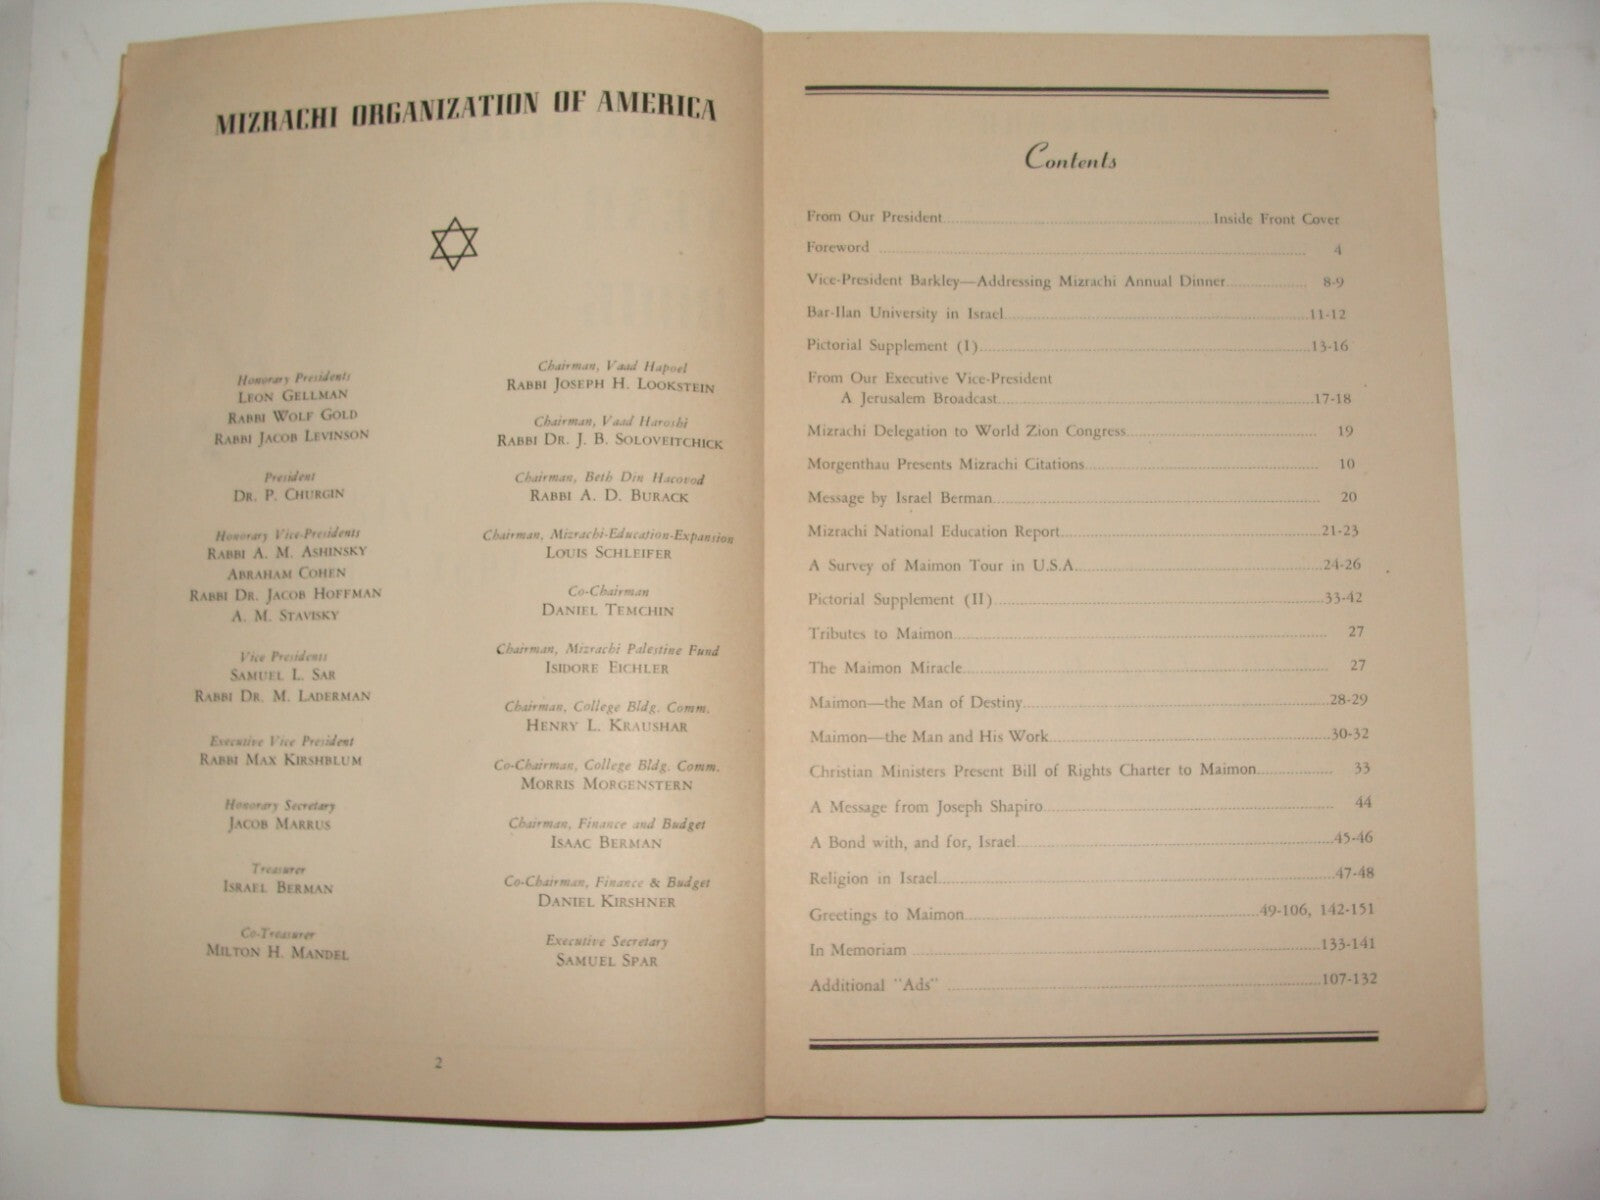 MIZRACHI ORGANIZATION OF AMERICA
Honorary Presidents
LEON GELLMAN
RABBI WOLF GOLD
RABBI JACOB LEVINSON
President
DR. P. CHURGIN
Honorary Vice-Presidents
RABBI A. M. ASHINSKY
ABRAHAM COHEN
RABBI DR. JACOB HOFFMAN
A. M. STAVISKY
Vice Presidents
SAMUEL L. SAR
RABBI DR. M. LADERMAN
Executive Vice President
RABBI MAX KIRSHBLUM
Honorary Secretary
JACOB MARRUS
Treasurer
ISRAEL BERMAN
Co-Treasurer
MILTON H. MANDEL
Chairman, Vaad Hapoel
RABBI JOSEPH H. LOOKSTEIN
Chairman, Vaad Haroshi
RABBI DR. J. B. SOLOVEITCHICK
Chairman, Beth Din Hacovod
RABBI A. D. BURACK
Chairman, Mizrachi-Education-Expansion
LOUIS SCHLEIFER
Co-Chairman
DANIEL TEMCHIN
Chairman, Mizrachi Palestine Fund
ISIDORE EICHLER
Chairman, College Bldg. Comm.
HENRY L. KRAUSHAR
Co-Chairman, College Bldg. Comm.
MORRIS MORGENSTERN
Chairman, Finance and Budget
ISAAC BERMAN
Co-Chairman, Finance & Budget
DANIEL KIRSHNER
Executive Secretary
SAMUEL SPAR
2
Contents
From Our President Inside Front Cover
Foreword 4
Vice-President Barkley—Addressing Mizrachi Annual Dinner 8-9
Bar-Ilan University in Israel 11-12
Pictorial Supplement (I) 13-16
From Our Executive Vice-President
A Jerusalem Broadcast 17-18
Mizrachi Delegation to World Zion Congress 19
Morgenthau Presents Mizrachi Citations 10
Message by Israel Berman 20
Mizrachi National Education Report 21-23
A Survey of Maimon Tour in U.S.A. 24-26
Pictorial Supplement (II) 33-42
Tributes to Maimon 27
The Maimon Miracle 27
Maimon—the Man of Destiny 28-29
Maimon—the Man and His Work 30-32
Christian Ministers Present Bill of Rights Charter to Maimon 33
A Message from Joseph Shapiro 44
A Bond with, and for, Israel 45-46
Religion in Israel 47-48
Greetings to Maimon 49-106, 142-151
In Memoriam 133-141
Additional "Ads" 107-132